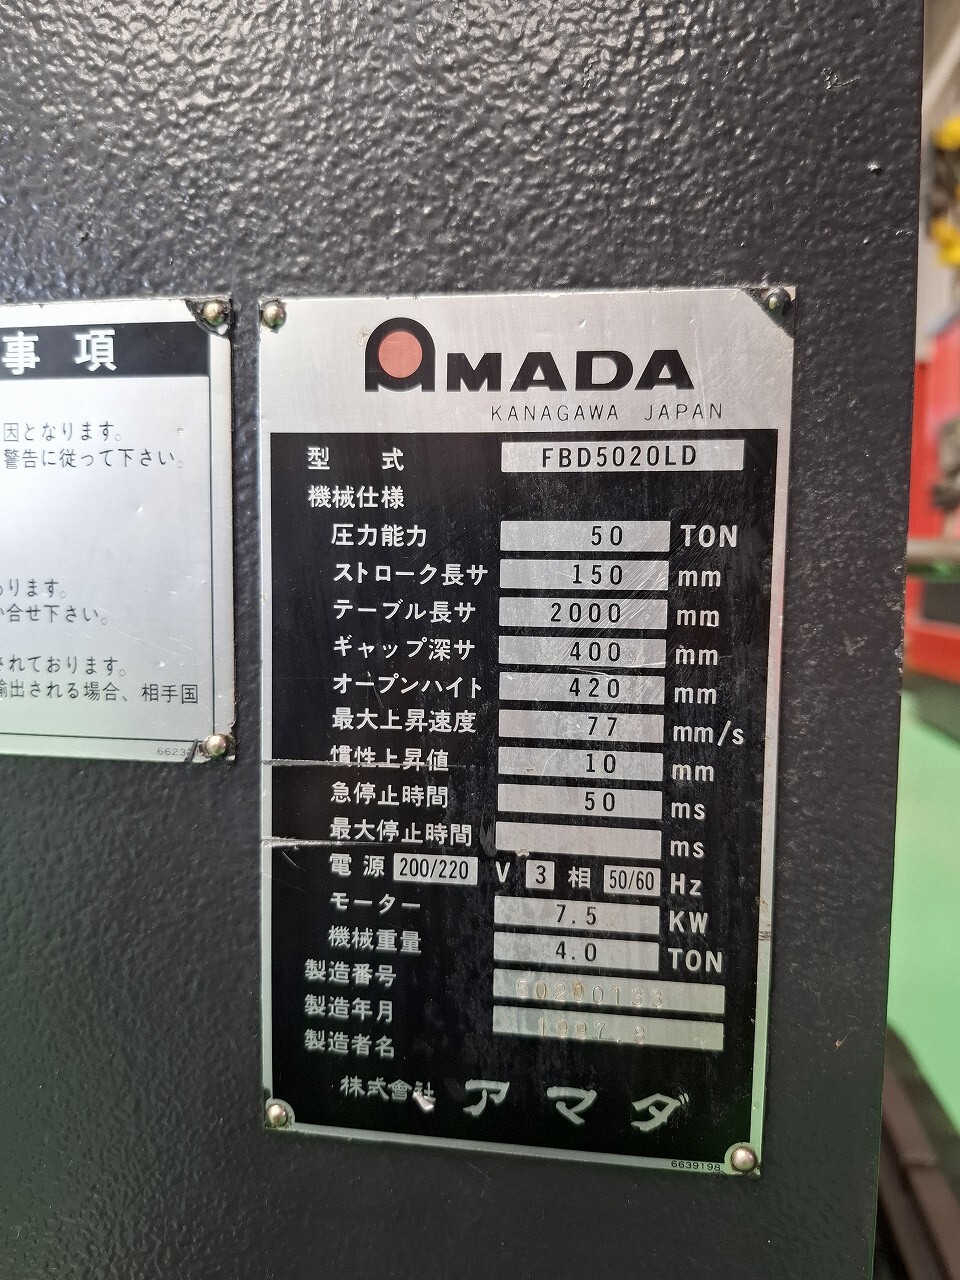 事項
因となります。
警告に従って下さい。
ります。
い合せ下さい。
されております。
輸出される場合、相手国
AMADA
KANAGAWA JAPAN
型式 FBD5020LD
機械仕様
圧力能力 50 TON
ストローク長サ 150 mm
テーブル長サ 2000 mm
ギャップ深サ 400 mm
オープンハイト 420 mm
最大上昇速度 77 mm/s
慣性上昇値 10 mm
急停止時間 50 ms
最大停止時間 ms
電源 200/220 V 3 相 50/60 Hz
モーター 7.5 KW
機械重量 4.0 TON
製造番号 50200133
製造年月 1997.8
製造者名
株式會社 アマダ
6639198